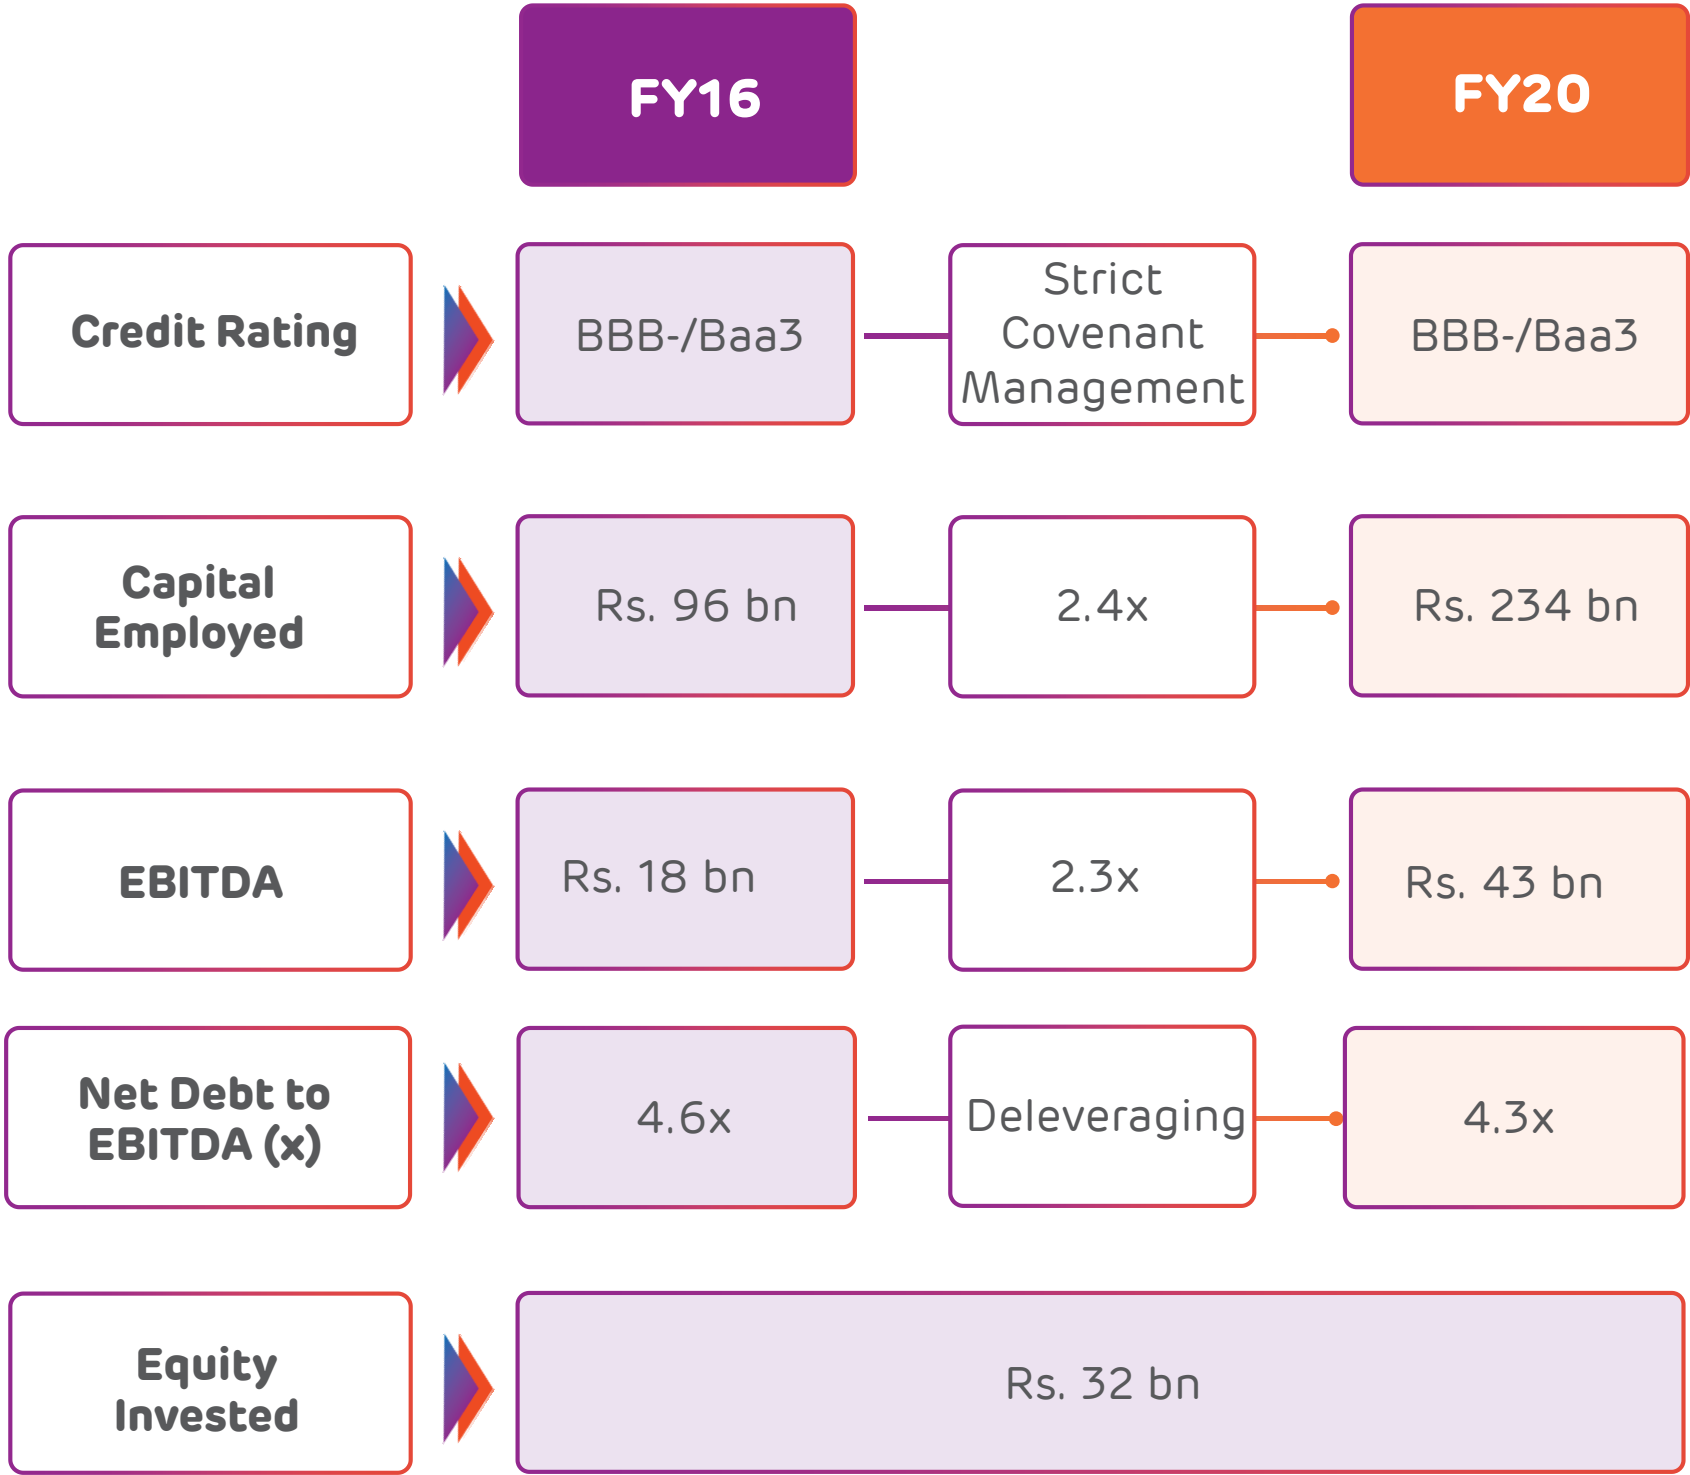 FY16
FY20
Credit Rating
BBB-/Baa3
Strict
Covenant
Management
BBB-/Baa3
Capital
Employed
Rs. 96 bn
2.4x
Rs. 234 bn
EBITDA
Rs. 18 bn
2.3x
Rs. 43 bn
Net Debt to
EBITDA (x)
4.6x
Deleveraging
4.3x
Equity
Invested
Rs. 32 bn